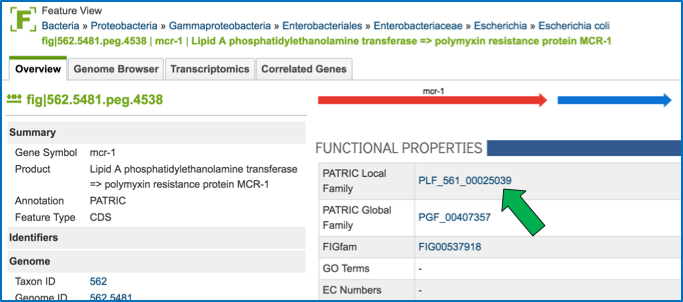 Feature View
Bacteria » Proteobacteria » Gammaproteobacteria » Enterobacteriales » Enterobacteriaceae » Escherichia » Escherichia coli
fig|562.5481.peg.4538 | mcr-1 | Lipid A phosphatidylethanolamine transferase => polymyxin resistance protein MCR-1
Overview Genome Browser Transcriptomics Correlated Genes
fig|562.5481.peg.4538
Summary
Gene Symbol mcr-1
Product Lipid A phosphatidylethanolamine transferase
=> polymyxin resistance protein MCR-1
Annotation PATRIC
Feature Type CDS
Identifiers
Genome
Taxon ID 562
Genome ID 562.5481
mcr-1
FUNCTIONAL PROPERTIES
PATRIC Local
Family PLF_561_00025039
PATRIC Global
Family PGF_00407357
FIGfam FIG00537918
GO Terms -
EC Numbers -